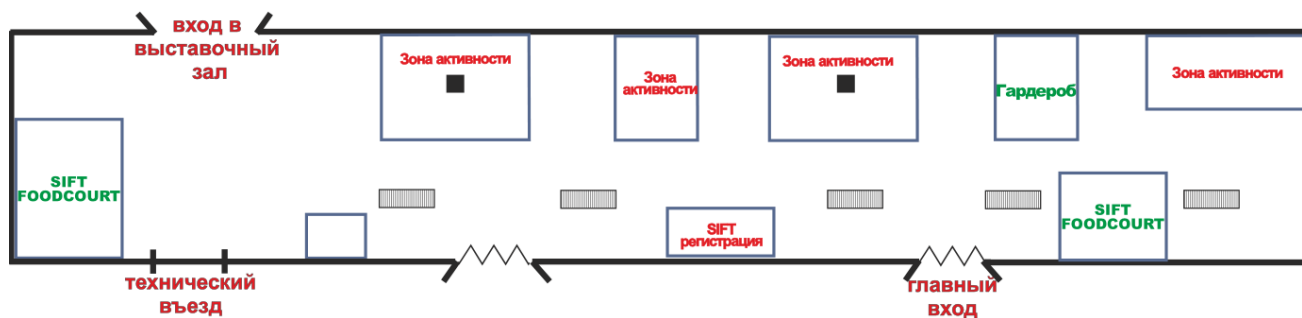 вход в
выставочный
зал
Зона активности
Зона
активности
Зона активности
Гардероб
Зона активности
SIFT
FOODCOURT
SIFT
регистрация
SIFT
FOODCOURT
технический
въезд
главный
вход